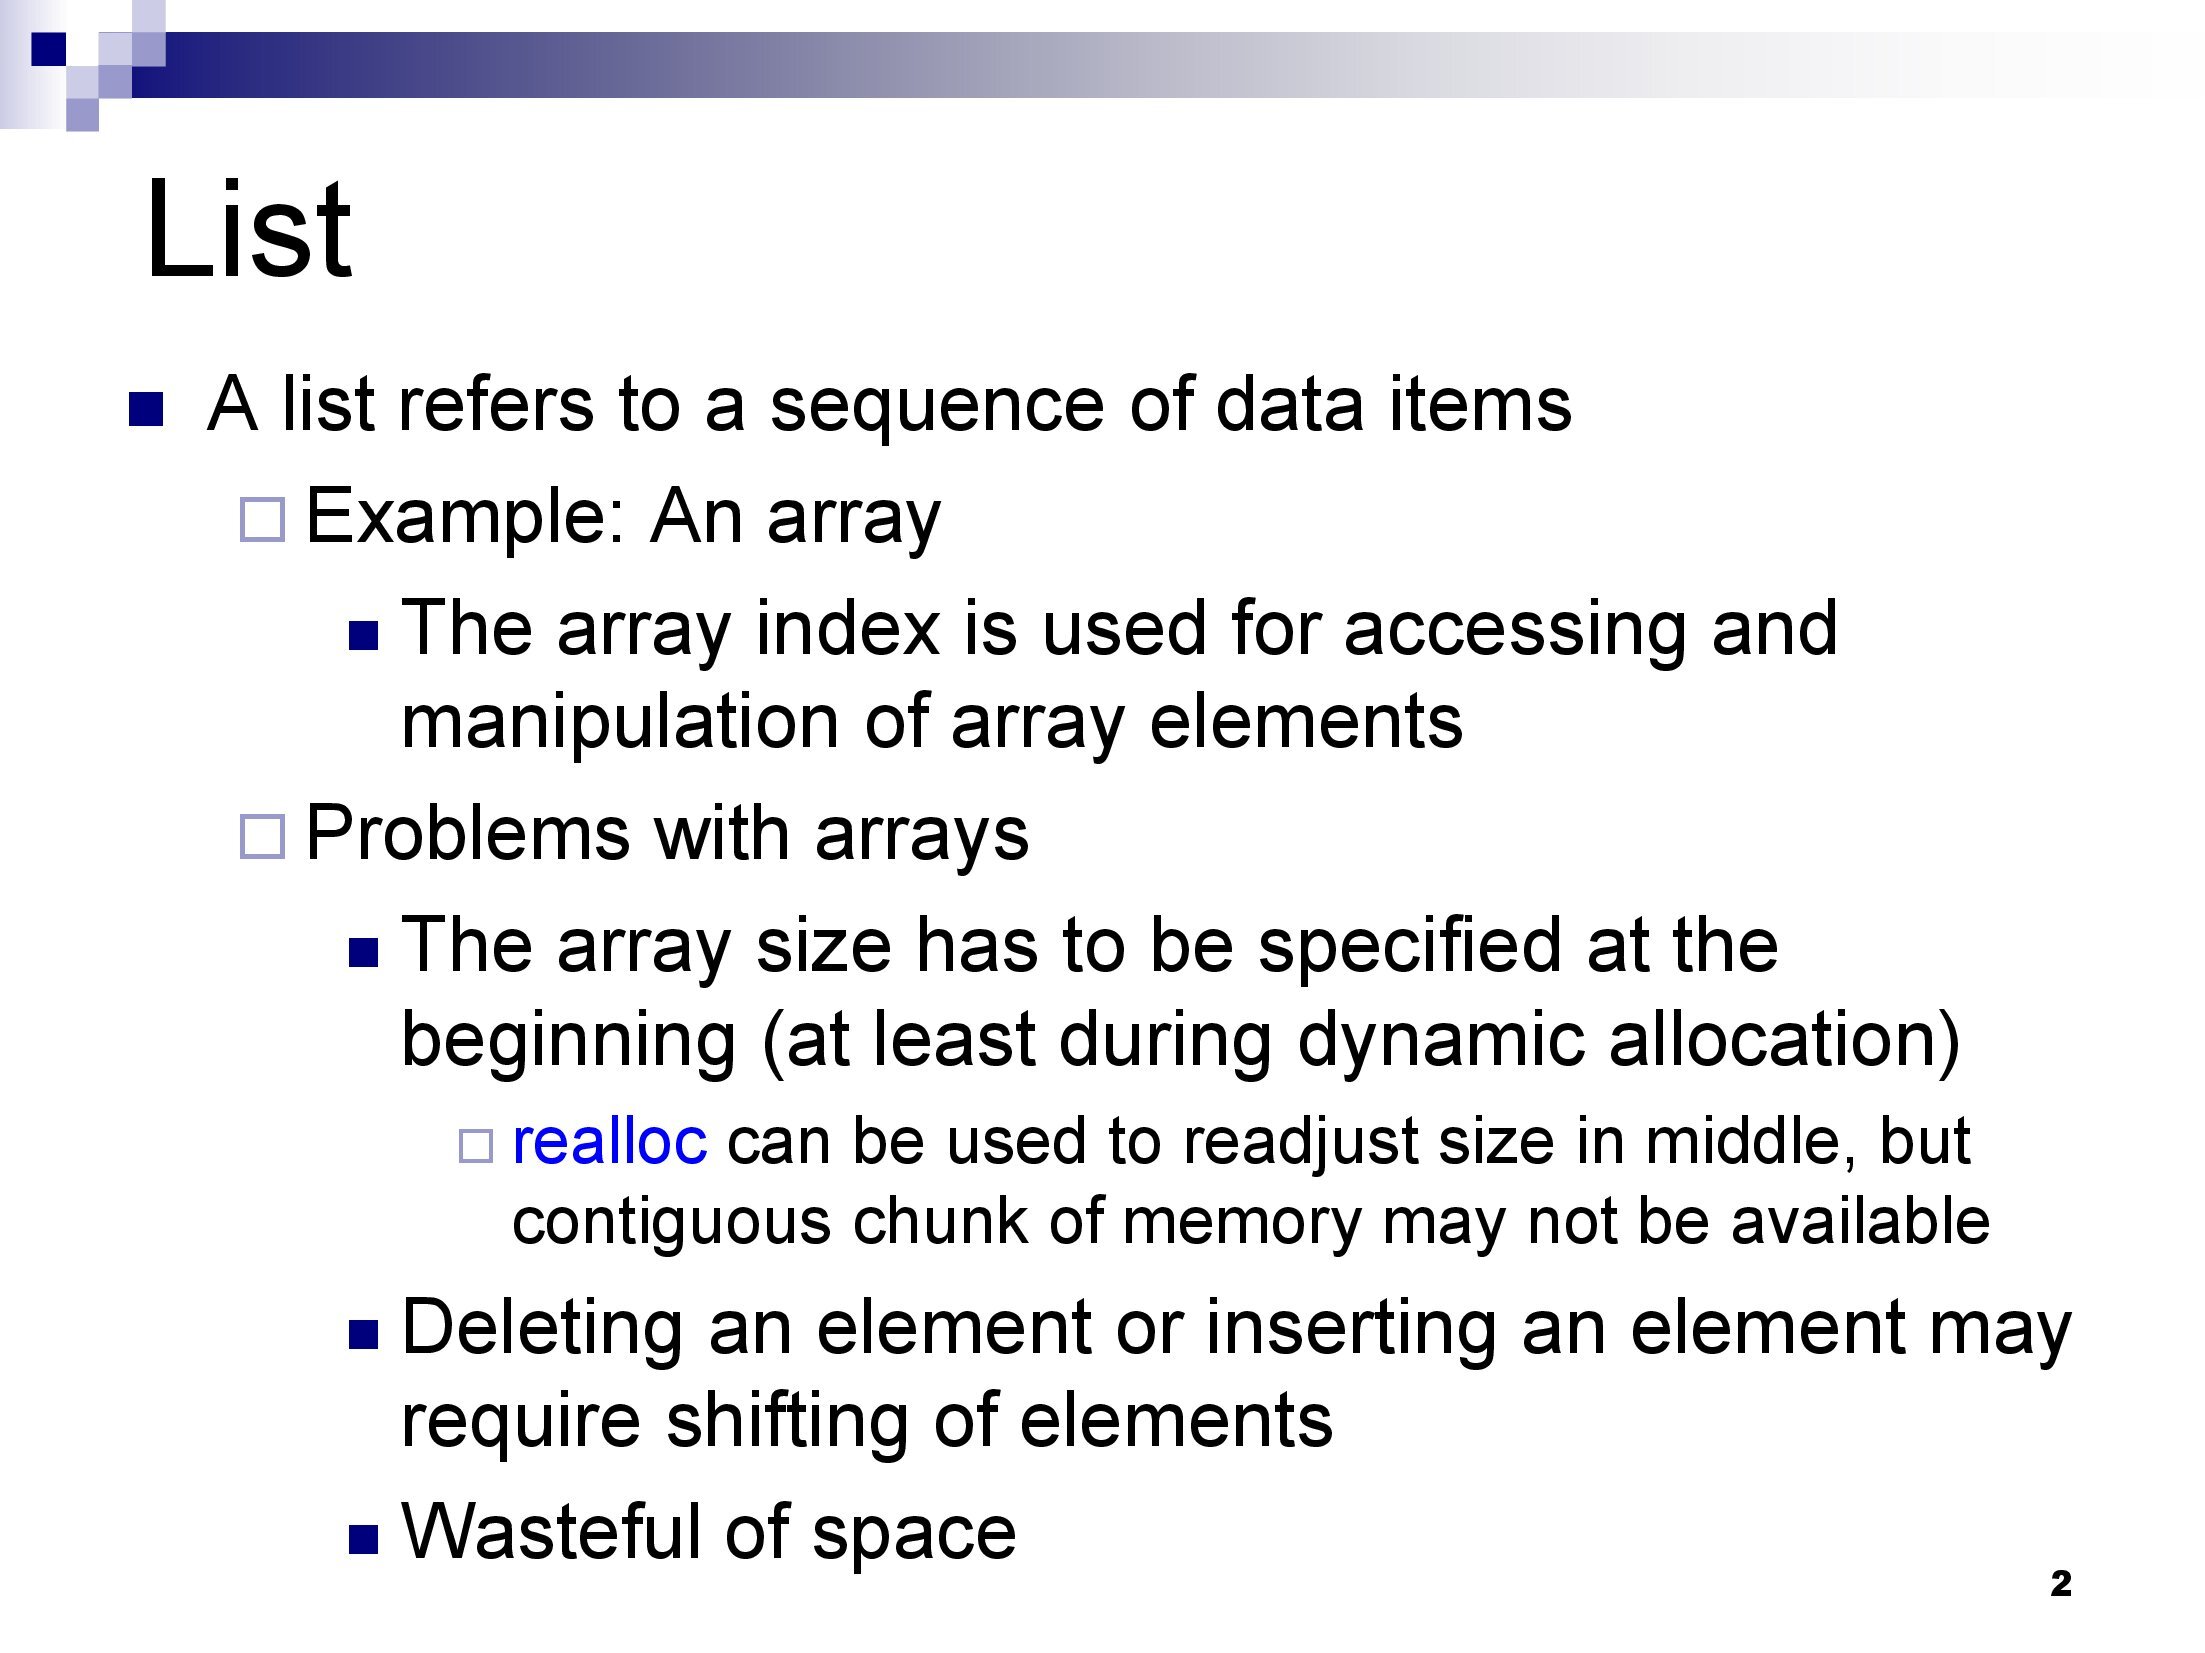 List
A list refers to a sequence of data items
Example: An array
The array index is used for accessing and
manipulation of array elements
Problems with arrays
The array size has to be specified at the
beginning (at least during dynamic allocation)
realloc can be used to readjust size in middle, but
contiguous chunk of memory may not be available
Deleting an element or inserting an element may
require shifting of elements
Wasteful of space
2